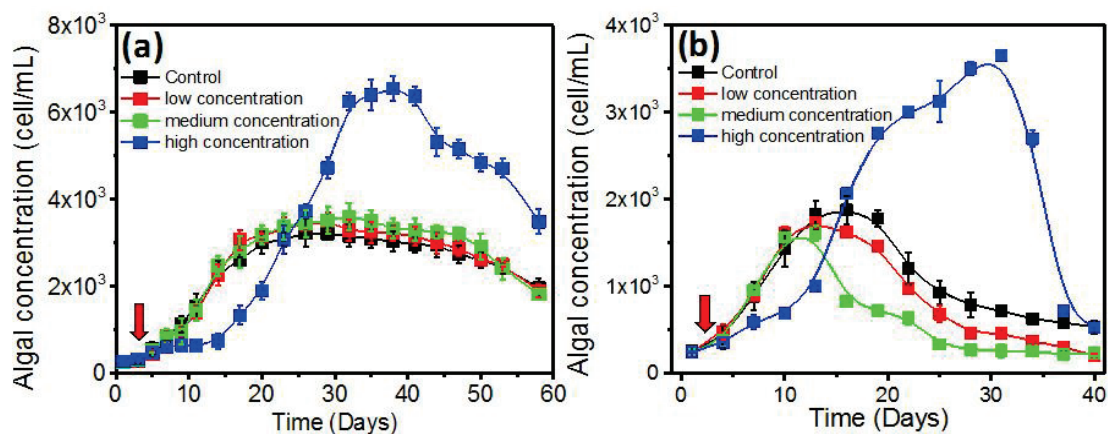 (a)
Control
low concentration
medium concentration
high concentration
Algal concentration (cell/mL)
8x10³
6x10³
4x10³
2x10³
0
0 10 20 30 40 50 60
Time (Days)
(b)
Control
low concentration
medium concentration
high concentration
Algal concentration (cell/mL)
4x10³
3x10³
2x10³
1x10³
0
0 10 20 30 40
Time (Days)